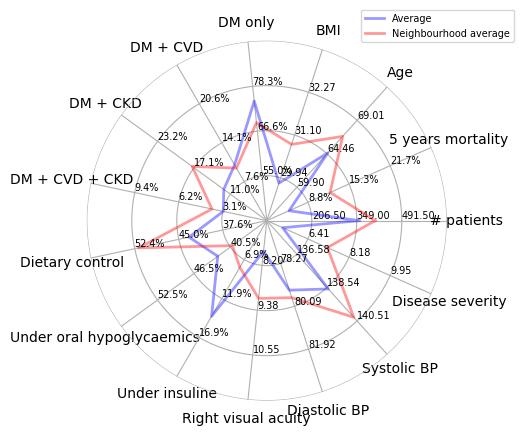 Average
Neighbourhood average
DM only
BMI
Age
5 years mortality
# patients
Disease severity
Systolic BP
Diastolic BP
Right visual acuity
Under insuline
Under oral hypoglycaemics
Dietary control
DM + CVD + CKD
DM + CKD
DM + CVD
206.50 349.00 491.50
8.8% 15.3% 21.7%
59.90 64.46 69.01
29.94 31.10 32.27
55.0% 66.6% 78.3%
7.6% 14.1% 20.6%
11.0% 17.1% 23.2%
3.1% 6.2% 9.4%
37.6% 45.0% 52.4%
40.5% 46.5% 52.5%
6.9% 11.9% 16.9%
8.20 9.38 10.55
78.27 80.09 81.92
136.58 138.54 140.51
6.41 8.18 9.95